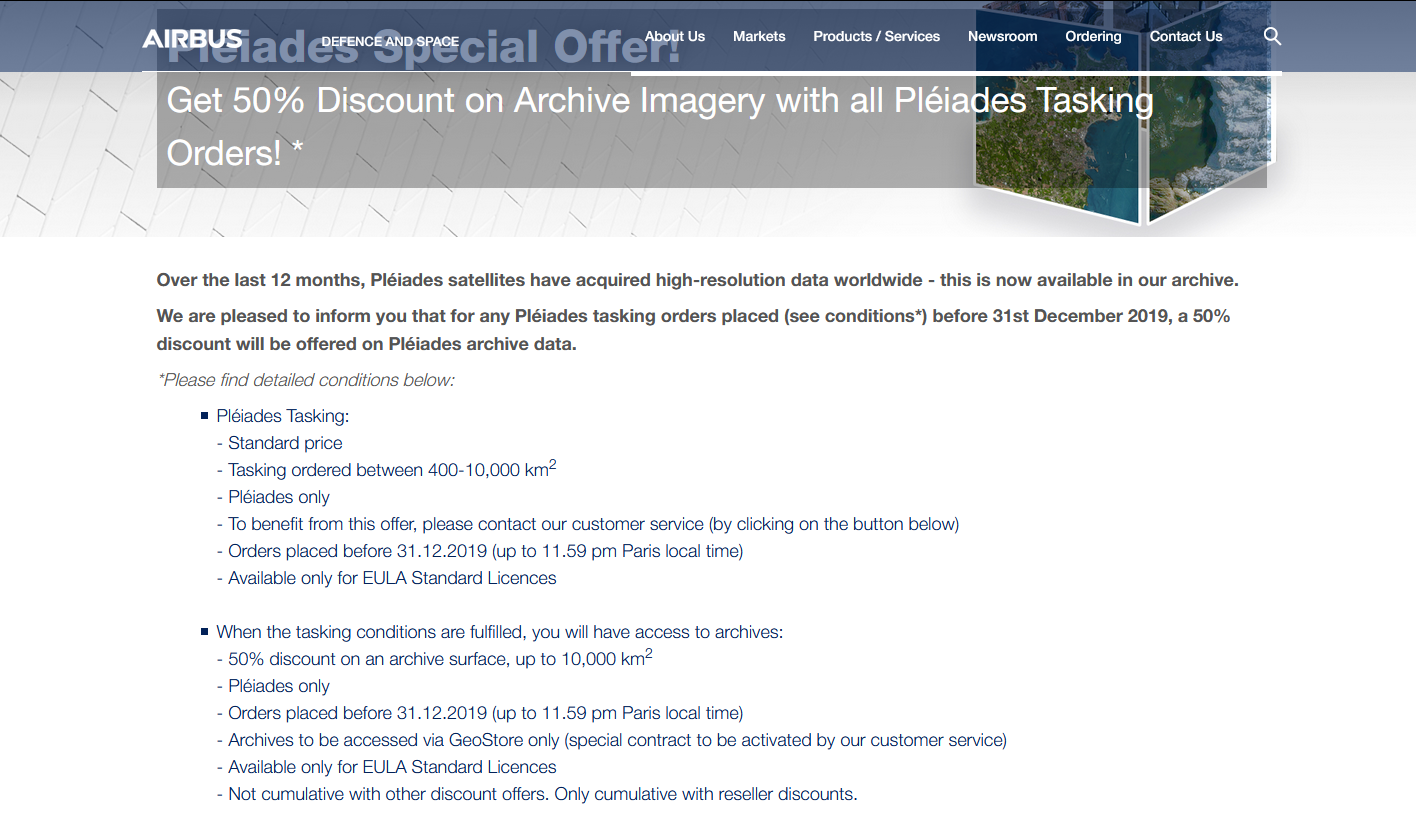 Pléiades Special Offer!
AIRBUS DEFENCE AND SPACE About Us Markets Products / Services Newsroom Ordering Contact Us
Get 50% Discount on Archive Imagery with all Pléiades Tasking
Orders! *
Over the last 12 months, Pléiades satellites have acquired high-resolution data worldwide - this is now available in our archive.
We are pleased to inform you that for any Pléiades tasking orders placed (see conditions*) before 31st December 2019, a 50%
discount will be offered on Pléiades archive data.
*Please find detailed conditions below:
▪ Pléiades Tasking:
- Standard price
- Tasking ordered between 400-10,000 km²
- Pléiades only
- To benefit from this offer, please contact our customer service (by clicking on the button below)
- Orders placed before 31.12.2019 (up to 11.59 pm Paris local time)
- Available only for EULA Standard Licences
▪ When the tasking conditions are fulfilled, you will have access to archives:
- 50% discount on an archive surface, up to 10,000 km²
- Pléiades only
- Orders placed before 31.12.2019 (up to 11.59 pm Paris local time)
- Archives to be accessed via GeoStore only (special contract to be activated by our customer service)
- Available only for EULA Standard Licences
- Not cumulative with other discount offers. Only cumulative with reseller discounts.